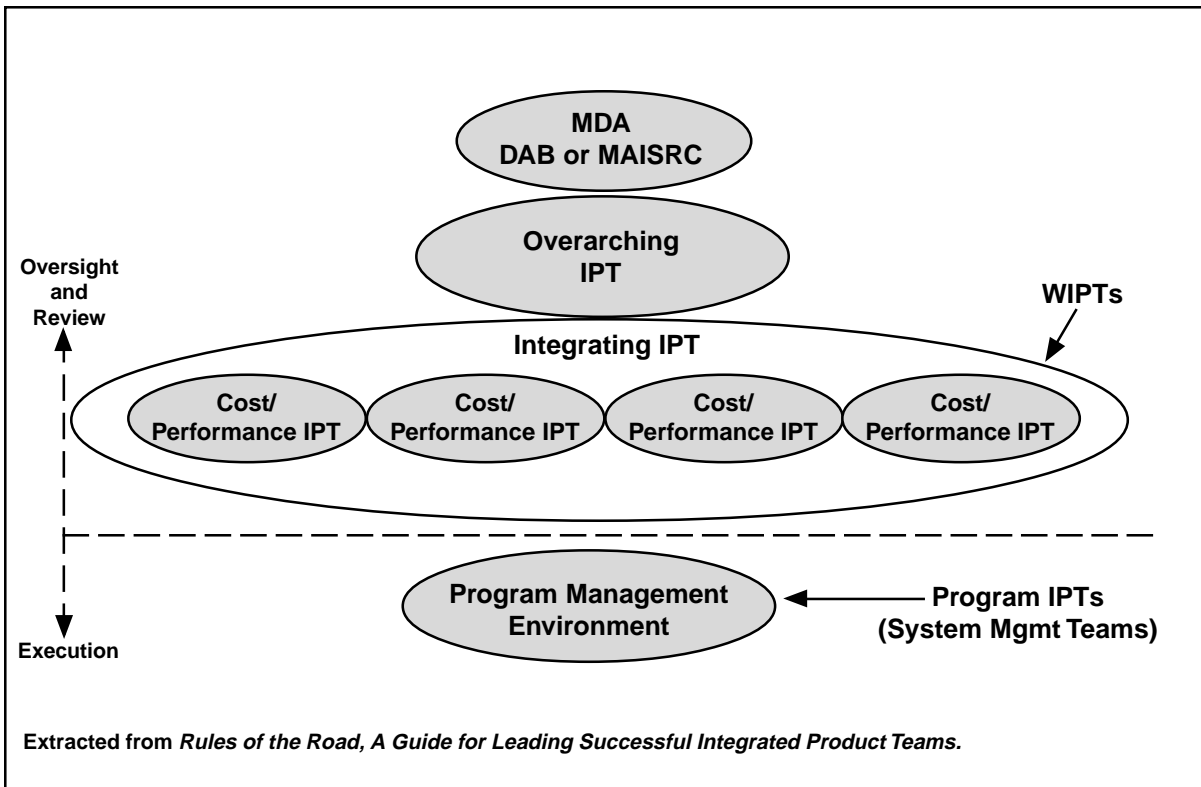 MDA
DAB or MAISRC
Overarching
IPT
Oversight
and
Review
WIPTs
Integrating IPT
Cost/
Performance IPT
Cost/
Performance IPT
Cost/
Performance IPT
Cost/
Performance IPT
Program Management
Environment
Program IPTs
(System Mgmt Teams)
Execution
Extracted from Rules of the Road, A Guide for Leading Successful Integrated Product Teams.